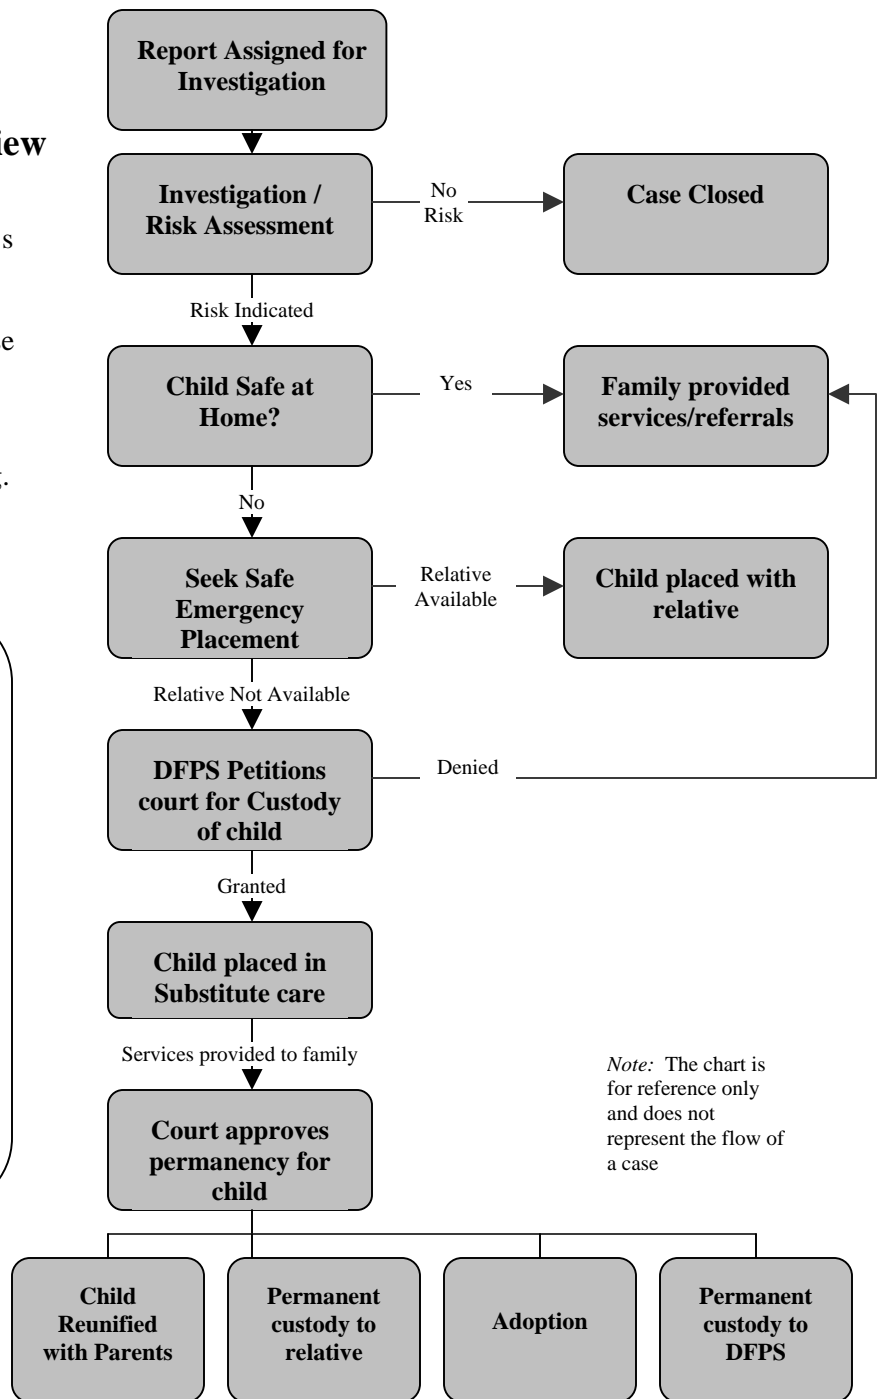 Report Assigned for
Investigation
iew
s
e
g.
Investigation /
Risk Assessment
No
Risk
Case Closed
Risk Indicated
Child Safe at
Home?
Yes
Family provided
services/referrals
No
Seek Safe
Emergency
Placement
Relative
Available
Child placed with
relative
Relative Not Available
DFPS Petitions
court for Custody
of child
Denied
Granted
Child placed in
Substitute care
Services provided to family
Court approves
permanency for
child
Note: The chart is
for reference only
and does not
represent the flow of
a case
Child
Reunified
with Parents
Permanent
custody to
relative
Adoption
Permanent
custody to
DFPS